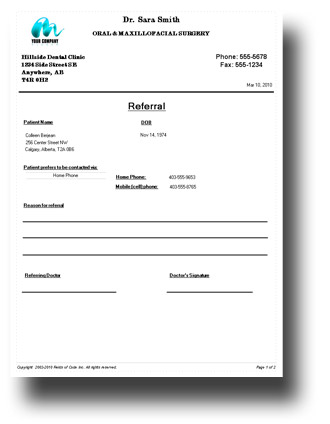 Dr. Sara Smith
YOUR COMPANY
ORAL & MAXILLOFACIAL SURGERY
Hillside Dental Clinic
1234 Side Street SE
Anywhere, AB
T4R 0H2
Phone: 555-5678
Fax: 555-1234
Mar 10, 2010
Referral
Patient Name
DOB
Colleen Beijean
Nov 14, 1974
256 Center Street NW
Calgary, Alberta, T3A 0B6
Patient prefers to be contacted via:
Home Phone
Home Phone: 403-555-9653
Mobile (cell) phone: 403-555-8765
Reason for referral
Referring Doctor
Doctor's Signature
Copyright 2003-2010 Feats of Code Inc. All rights reserved.
Page 1 of 2